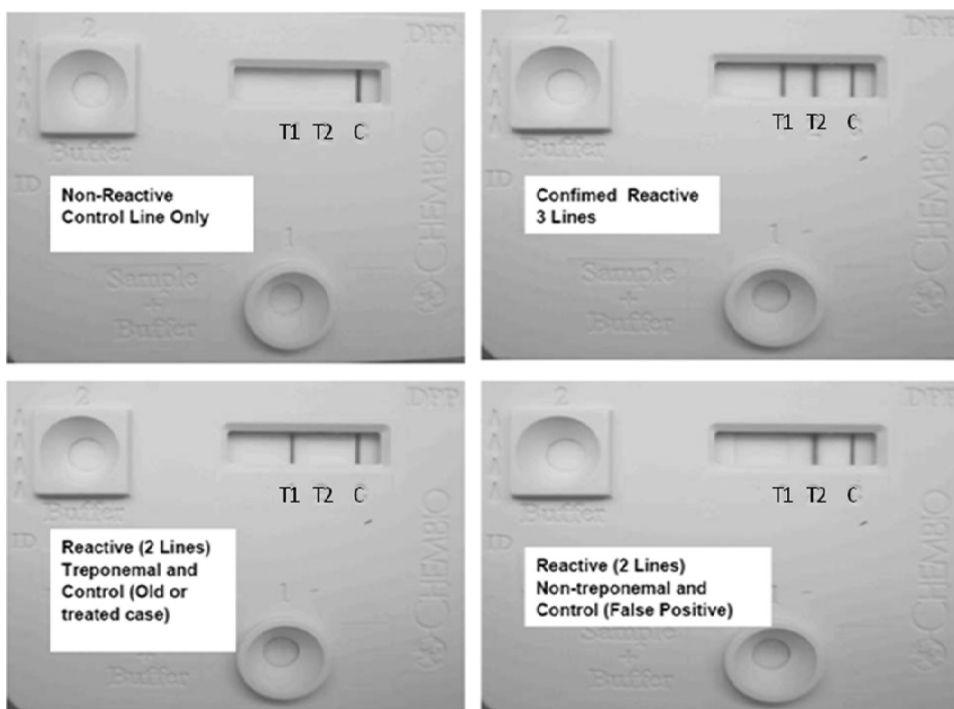 2
DPP
A
A
A
A
Buffer
ID
T1 T2 C
Non-Reactive
Control Line Only
1
Sample
+
Buffer
CHEMBIO
2
DPP
A
A
A
A
Buffer
ID
T1 T2 C
Confimed Reactive
3 Lines
1
Sample
+
Buffer
CHEMBIO
2
DPP
A
A
A
A
Buffer
ID
T1 T2 C
Reactive (2 Lines)
Treponemal and
Control (Old or
treated case)
1
+
Buffer
CHEMBIO
2
DPP
A
A
A
A
Buffer
ID
T1 T2 C
Reactive (2 Lines)
Non-treponemal and
Control (False Positive)
Sample
+
Buffer
CHEMBIO